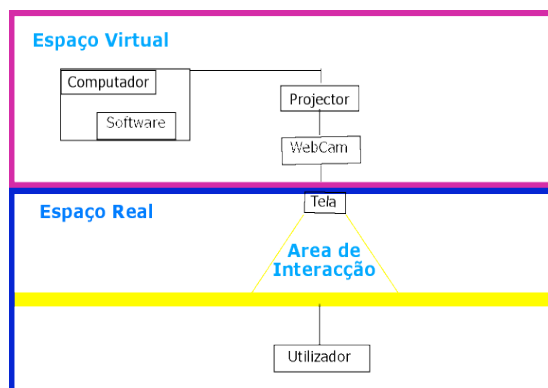 Espaço Virtual
Computador
Software
Projector
WebCam
Espaço Real
Tela
Area de
Interacção
Utilizador